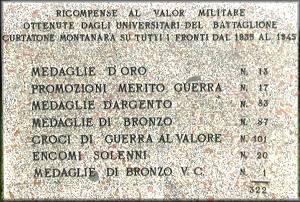 RICOMPENSE AL VALOR MILITARE
OTTENUTE DAGLI UNIVERSITARI DEL BATTAGLIONE
CURTATONE MONTANARA SU TUTTI I FRONTI DAL 1935 AL 1943
MEDAGLIE D'ORO N. 13
PROMOZIONI MERITO GUERRA N. 17
MEDAGLIE D'ARGENTO N. 83
MEDAGLIE DI BRONZO N. 87
CROCI DI GUERRA AL VALORE N. 101
ENCOMI SOLENNI N. 20
MEDAGLIE DI BRONZO V. C. N. 1
322